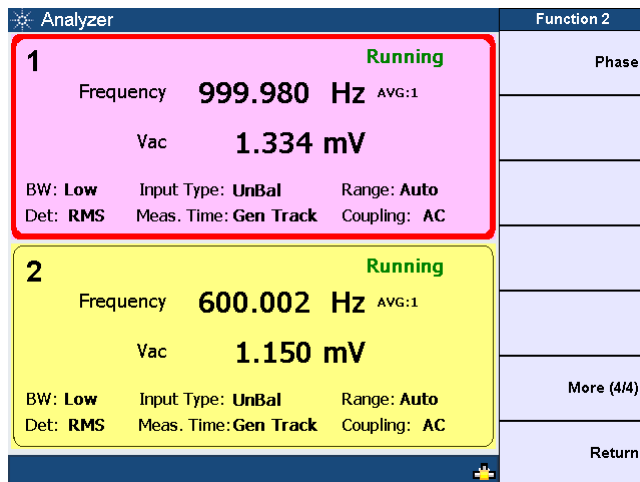 Analyzer
Function 2
1
Running
Frequency 999.980 Hz AVG:1
Vac 1.334 mV
BW: Low Input Type: UnBal Range: Auto
Det: RMS Meas. Time: Gen Track Coupling: AC
2
Running
Frequency 600.002 Hz AVG:1
Vac 1.150 mV
BW: Low Input Type: UnBal Range: Auto
Det: RMS Meas. Time: Gen Track Coupling: AC
Phase
More (4/4)
Return